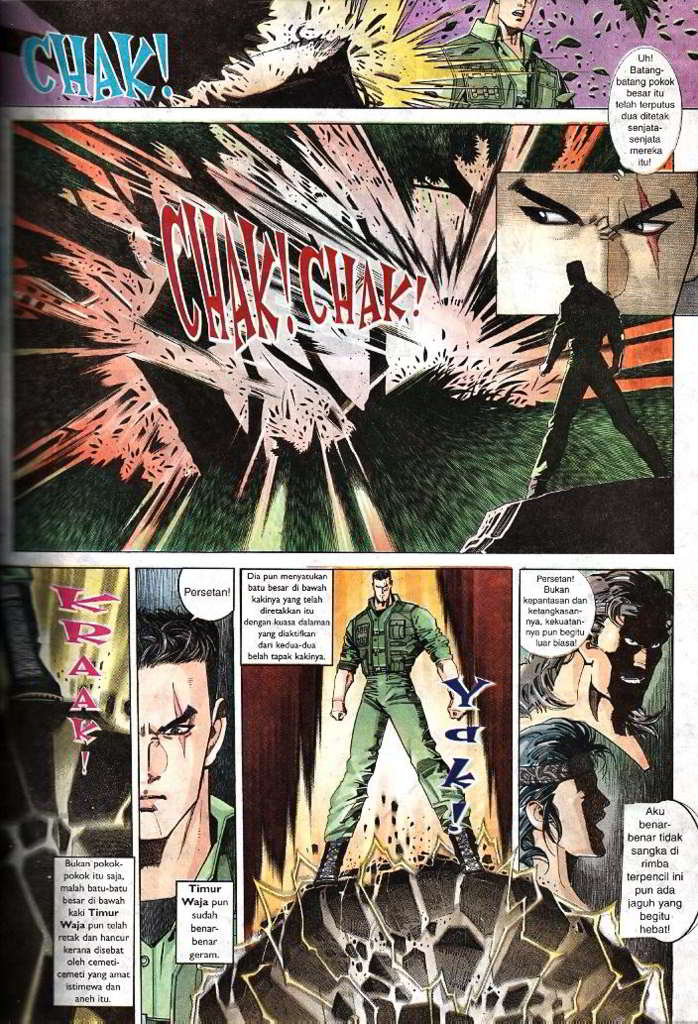 CHAK!
Uh!
Batang-
batang pokok
besar itu
telah terputus
dua ditetak
senjata-
senjata
mereka
itu!
CHAK! CHAK!
KRAAK!
Bukan pokok-
pokok itu saja,
malah batu-batu
besar di bawah
kaki Timur
Waja pun telah
retak dan hancur
kerana disebat
oleh cemeti-
cemeti yang amat
istimewa dan
aneh itu.
Persetan!
Timur
Waja pun
sudah
benar-
benar
geram.
Dia pun menyatukan
batu besar di bawah
kakinya yang telah
diretakkan itu
dengan kuasa dalaman
yang diaktifkan
dari kedua-dua
belah tapak kakinya.
Yak!
Persetan!
Bukan
kepantasan dan
ketangkasan-
nya, kekuatan-
nya pun begitu
luar biasa!
Aku
benar-
benar tidak
sangka di
rimba
terpencil ini
pun ada
jaguh yang
begitu
hebat!